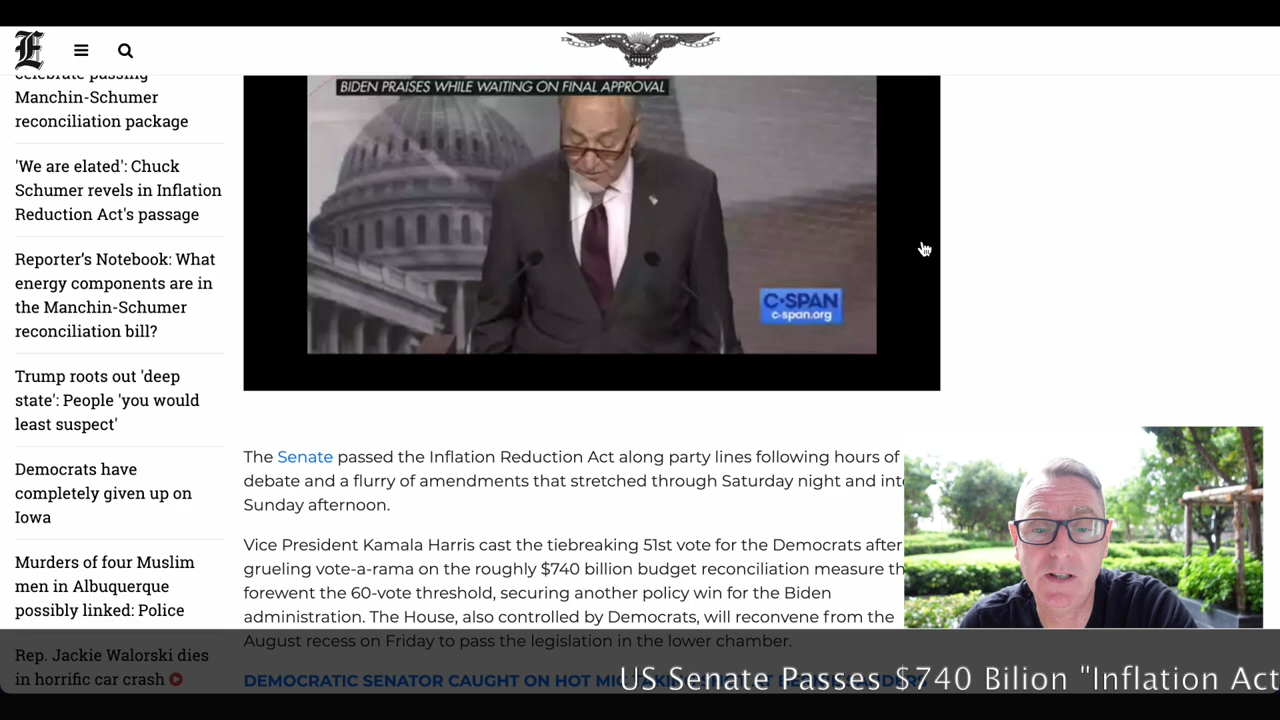 E
celebrate passing
Manchin-Schumer
reconciliation package
'We are elated': Chuck
Schumer revels in Inflation
Reduction Act's passage
Reporter's Notebook: What
energy components are in
the Manchin-Schumer
reconciliation bill?
Trump roots out 'deep
state': People 'you would
least suspect'
Democrats have
completely given up on
Iowa
Murders of four Muslim
men in Albuquerque
possibly linked: Police
Rep. Jackie Walorski dies
in horrific car crash
BIDEN PRAISES WHILE WAITING ON FINAL APPROVAL
C-SPAN
c-span.org
The Senate passed the Inflation Reduction Act along party lines following hours of
debate and a flurry of amendments that stretched through Saturday night and into
Sunday afternoon.
Vice President Kamala Harris cast the tiebreaking 51st vote for the Democrats after
grueling vote-a-rama on the roughly $740 billion budget reconciliation measure th
forewent the 60-vote threshold, securing another policy win for the Biden
administration. The House, also controlled by Democrats, will reconvene from the
August recess on Friday to pass the legislation in the lower chamber.
DEMOCRATIC SENATOR CAUGHT ON HOT MIC
US Senate Passes $740 Bilion "Inflation Act